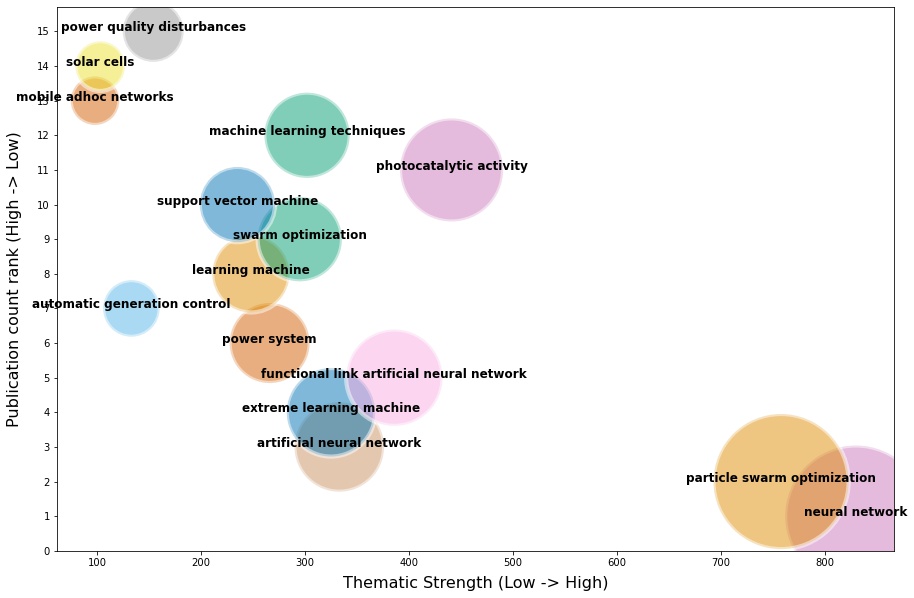 15
power quality disturbances
14
solar cells
13
mobile adhoc networks
12
machine learning techniques
11
photocatalytic activity
10
support vector machine
9
swarm optimization
8
learning machine
7
automatic generation control
6
power system
5
functional link artificial neural network
4
extreme learning machine
3
artificial neural network
2
particle swarm optimization
1
neural network
0
100 200 300 400 500 600 700 800
Thematic Strength (Low -> High)
Publication count rank (High -> Low)